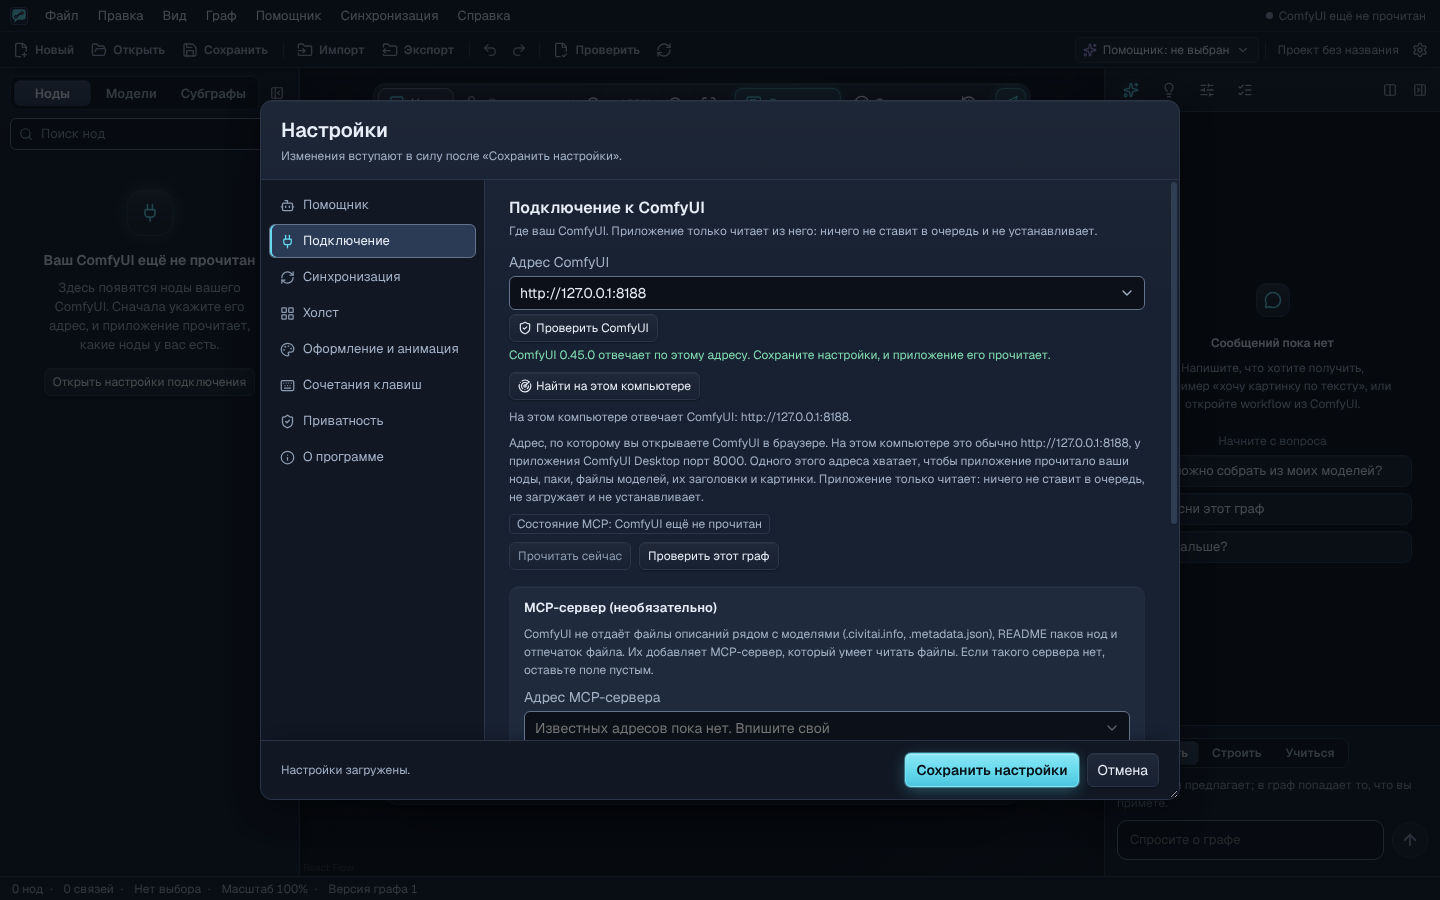 Файл Правка Вид Граф Помощник Синхронизация Справка
ComfyUI ещё не прочитан
Новый Открыть Сохранить Импорт Экспорт Проверить
Помощник: не выбран
Проект без названия
Ноды Модели Субграфы
Поиск нод
Ваш ComfyUI ещё не прочитан
Здесь появятся ноды вашего
ComfyUI. Сначала укажите его
адрес, и приложение прочитает,
какие ноды у вас есть.
Открыть настройки подключения
Настройки
Изменения вступают в силу после «Сохранить настройки».
Помощник
Подключение
Синхронизация
Холст
Оформление и анимация
Сочетания клавиш
Приватность
О программе
Подключение к ComfyUI
Где ваш ComfyUI. Приложение только читает из него: ничего не ставит в очередь и не устанавливает.
Адрес ComfyUI
http://127.0.0.1:8188
Проверить ComfyUI
ComfyUI 0.45.0 отвечает по этому адресу. Сохраните настройки, и приложение его прочитает.
Найти на этом компьютере
На этом компьютере отвечает ComfyUI: http://127.0.0.1:8188.
Адрес, по которому вы открываете ComfyUI в браузере. На этом компьютере это обычно http://127.0.0.1:8188, у
приложения ComfyUI Desktop порт 8000. Одного этого адреса хватает, чтобы приложение прочитало ваши
ноды, паки, файлы моделей, их заголовки и картинки. Приложение только читает: ничего не ставит в очередь,
не загружает и не устанавливает.
Состояние MCP: ComfyUI ещё не прочитан
Прочитать сейчас Проверить этот граф
MCP-сервер (необязательно)
ComfyUI не отдаёт файлы описаний рядом с моделями (.civitai.info, .metadata.json), README паков нод и
отпечаток файла. Их добавляет MCP-сервер, который умеет читать файлы. Если такого сервера нет,
оставьте поле пустым.
Адрес MCP-сервера
Известных адресов пока нет. Впишите свой
Настройки загружены.
Сохранить настройки Отмена
Сообщений пока нет
Напишите, что хотите получить,
«хочу картинку по тексту», или
откройте workflow из ComfyUI.
Начните с вопроса
собрать из моих моделей?
этот граф
Строить Учиться
предлагает; в граф попадает то, что вы
примете.
Спросите о графе
React Flow
0 нод · 0 связей · Нет выбора · Масштаб 100% · Версия графа 1